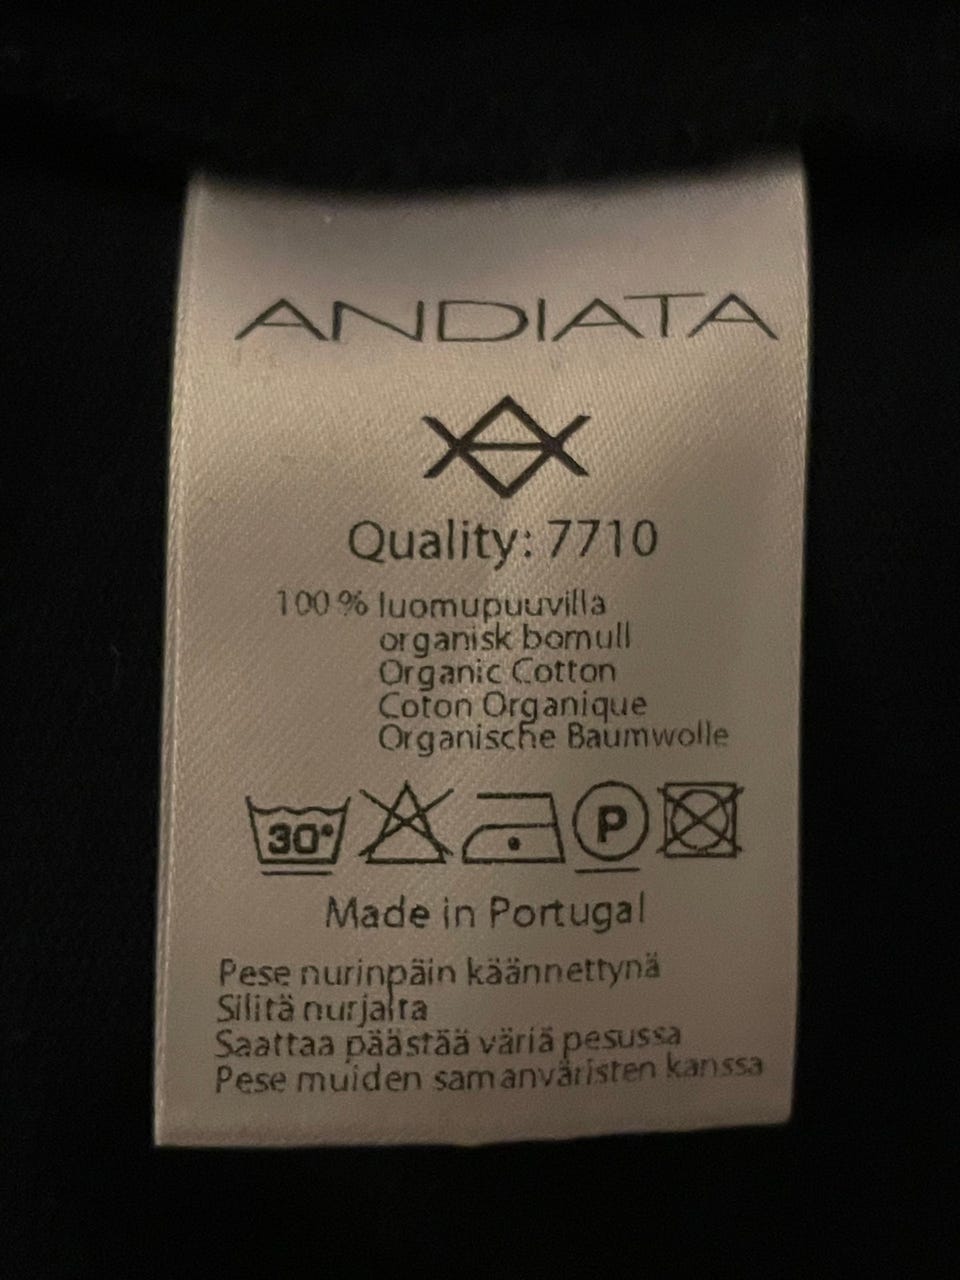 ANDIATA
Quality: 7710
100 % luomupuuvilla
organisk bomull
Organic Cotton
Coton Organique
Organische Baumwolle
30° P
Made in Portugal
Pese nurinpäin käännettynä
Silitä nurjalta
Saattaa päästää väriä pesussa
Pese muiden samanväristen kanssa